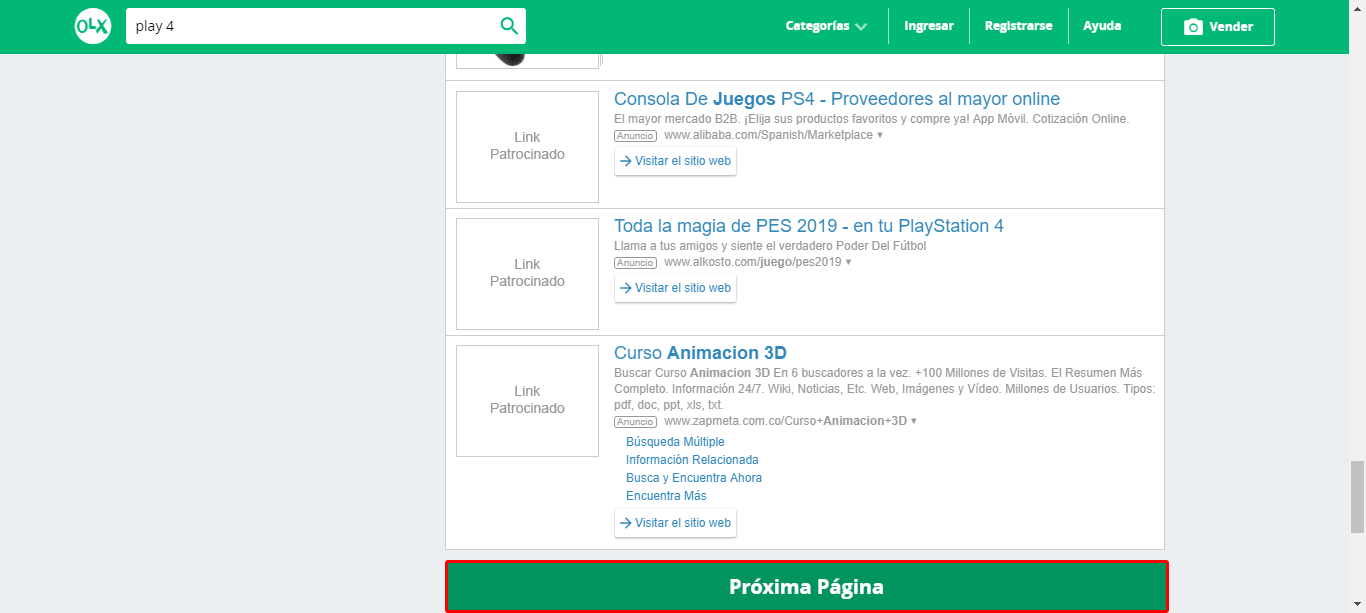 OLX
play 4
Categorías
Ingresar
Registrarse
Ayuda
Vender
Link
Patrocinado
Consola De Juegos PS4 - Proveedores al mayor online
El mayor mercado B2B. ¡Elija sus productos favoritos y compre ya! App Móvil. Cotización Online.
Anuncio www.alibaba.com/Spanish/Marketplace
Visitar el sitio web
Link
Patrocinado
Toda la magia de PES 2019 - en tu PlayStation 4
Llama a tus amigos y siente el verdadero Poder Del Fútbol
Anuncio www.alkosto.com/juego/pes2019
Visitar el sitio web
Link
Patrocinado
Curso Animacion 3D
Buscar Curso Animacion 3D En 6 buscadores a la vez. +100 Millones de Visitas. El Resumen Más
Completo. Información 24/7. Wiki, Noticias, Etc. Web, Imágenes y Vídeo. Millones de Usuarios. Tipos:
pdf, doc, ppt, xls, txt.
Anuncio www.zapmeta.com.co/Curso+Animacion+3D
Búsqueda Múltiple
Información Relacionada
Busca y Encuentra Ahora
Encuentra Más
Visitar el sitio web
Próxima Página